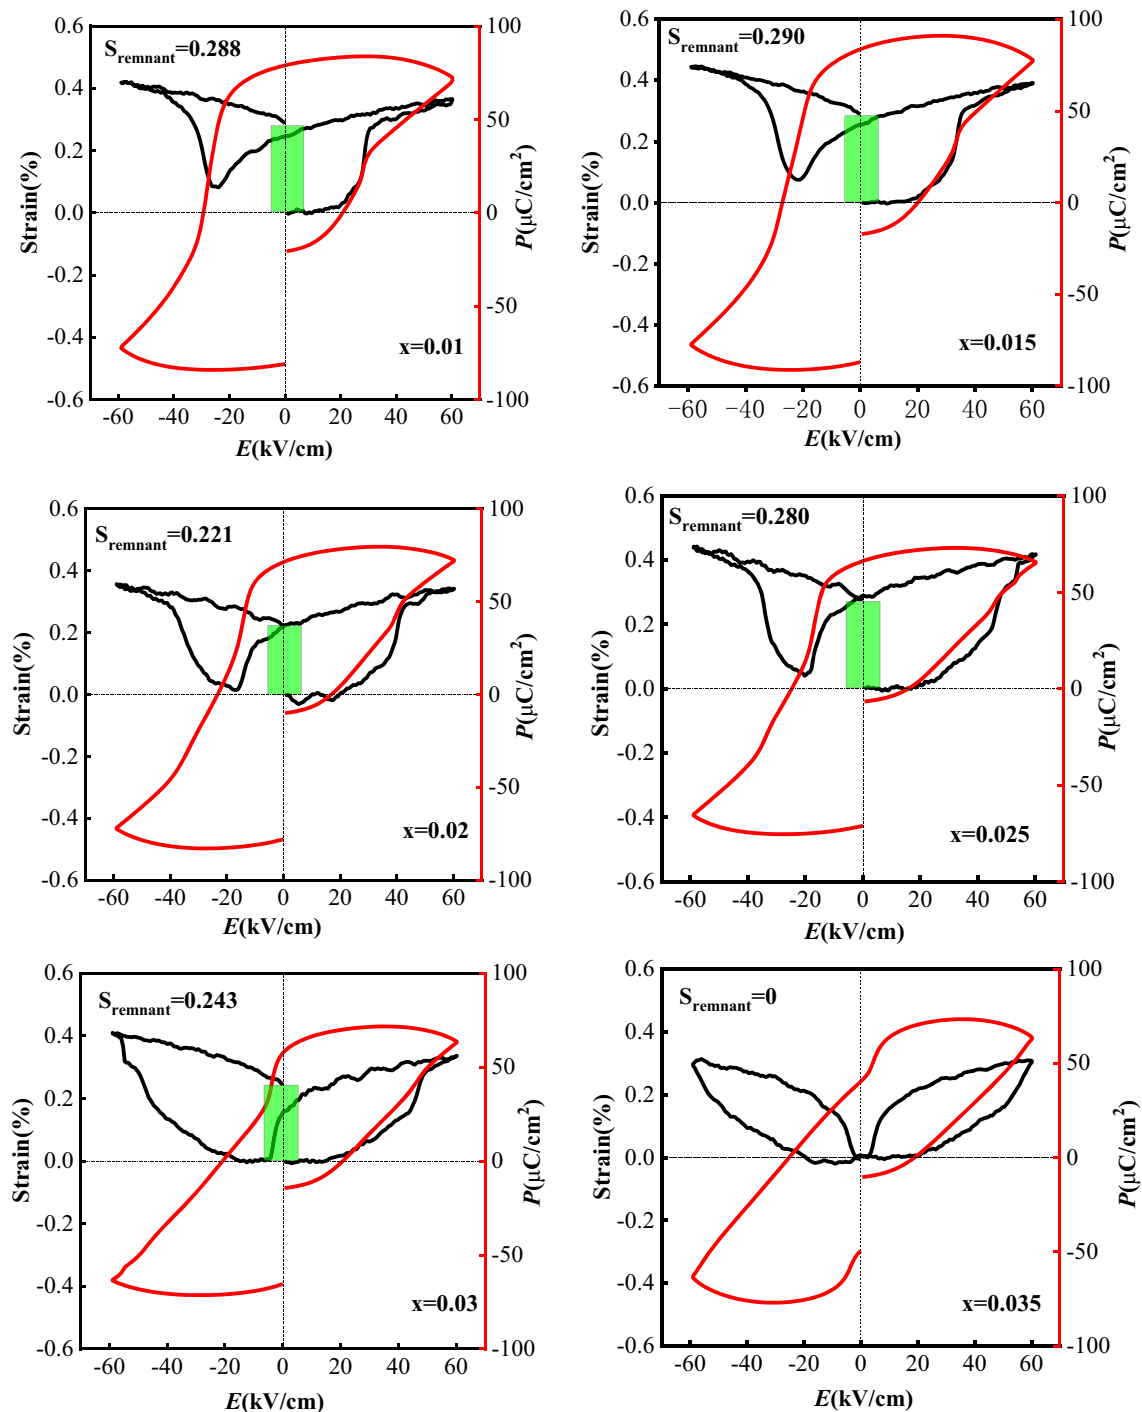 S_remnant=0.288
0.6
0.4
0.2
0.0
-0.2
-0.4
-0.6
Strain(%)
100
50
0
-50
-100
P(μC/cm²)
x=0.01
-60 -40 -20 0 20 40 60
E(kV/cm)
S_remnant=0.290
0.6
0.4
0.2
0.0
-0.2
-0.4
-0.6
Strain(%)
100
50
0
-50
-100
P(μC/cm²)
x=0.015
-60 -40 -20 0 20 40 60
E(kV/cm)
S_remnant=0.221
0.6
0.4
0.2
0.0
-0.2
-0.4
-0.6
Strain(%)
100
50
0
-50
-100
P(μC/cm²)
x=0.02
-60 -40 -20 0 20 40 60
E(kV/cm)
S_remnant=0.280
0.6
0.4
0.2
0.0
-0.2
-0.4
-0.6
Strain(%)
100
50
0
-50
-100
P(μC/cm²)
x=0.025
-60 -40 -20 0 20 40 60
E(kV/cm)
S_remnant=0.243
0.6
0.4
0.2
0.0
-0.2
-0.4
-0.6
Strain(%)
100
50
0
-50
-100
P(μC/cm²)
x=0.03
-60 -40 -20 0 20 40 60
E(kV/cm)
S_remnant=0
0.6
0.4
0.2
0.0
-0.2
-0.4
-0.6
Strain(%)
100
50
0
-50
-100
P(μC/cm²)
x=0.035
-60 -40 -20 0 20 40 60
E(kV/cm)